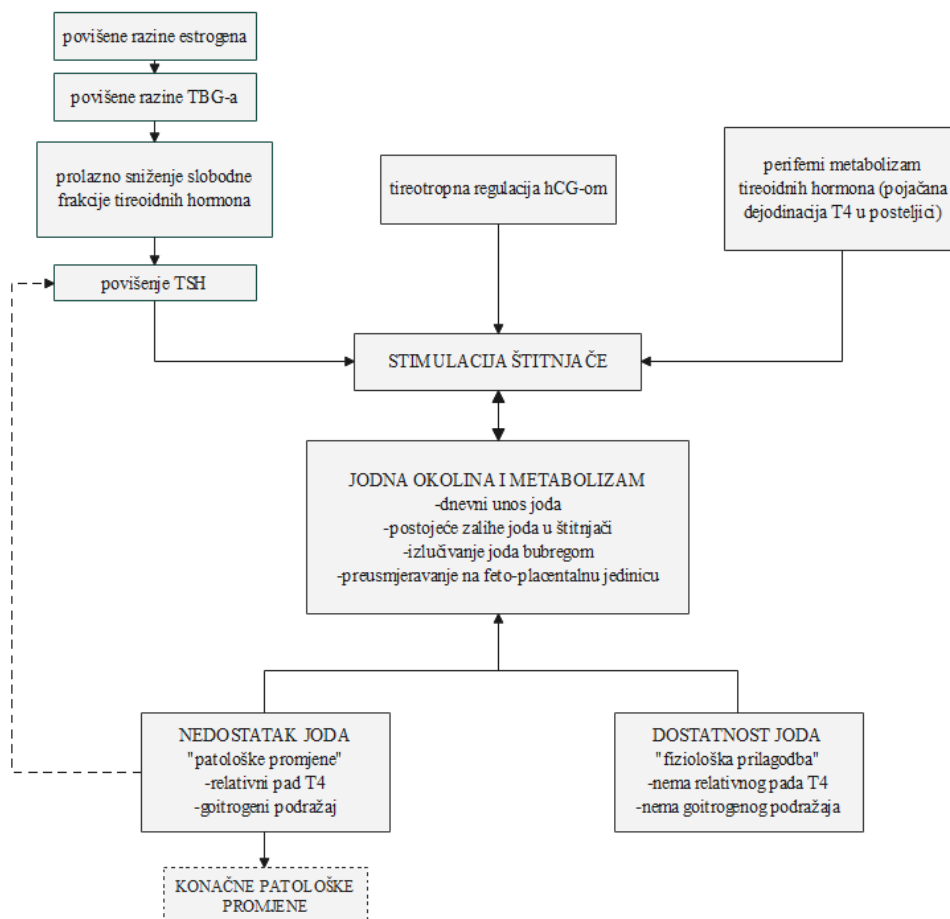 povišene razine estrogena
povišene razine TBG-a
prolazno sniženje slobodne
frakcije tireoidnih hormona
povišenje TSH
tireotropna regulacija hCG-om
periferni metabolizam
tireoidnih hormona (pojačana
dejodinacija T4 u posteljici)
STIMULACIJA ŠTITNJAČE
JODNA OKOLINA I METABOLIZAM
-dnevni unos joda
-postojeće zalihe joda u štitnjači
-izlučivanje joda bubregom
-preusmjeravanje na feto-placentalnu jedinicu
NEDOSTATAK JODA
"patološke promjene"
-relativni pad T4
-goitrogeni podražaj
DOSTATNOST JODA
"fiziološka prilagodba"
-nema relativnog pada T4
-nema goitrogenog podražaja
KONAČNE PATOLOŠKE
PROMJENE